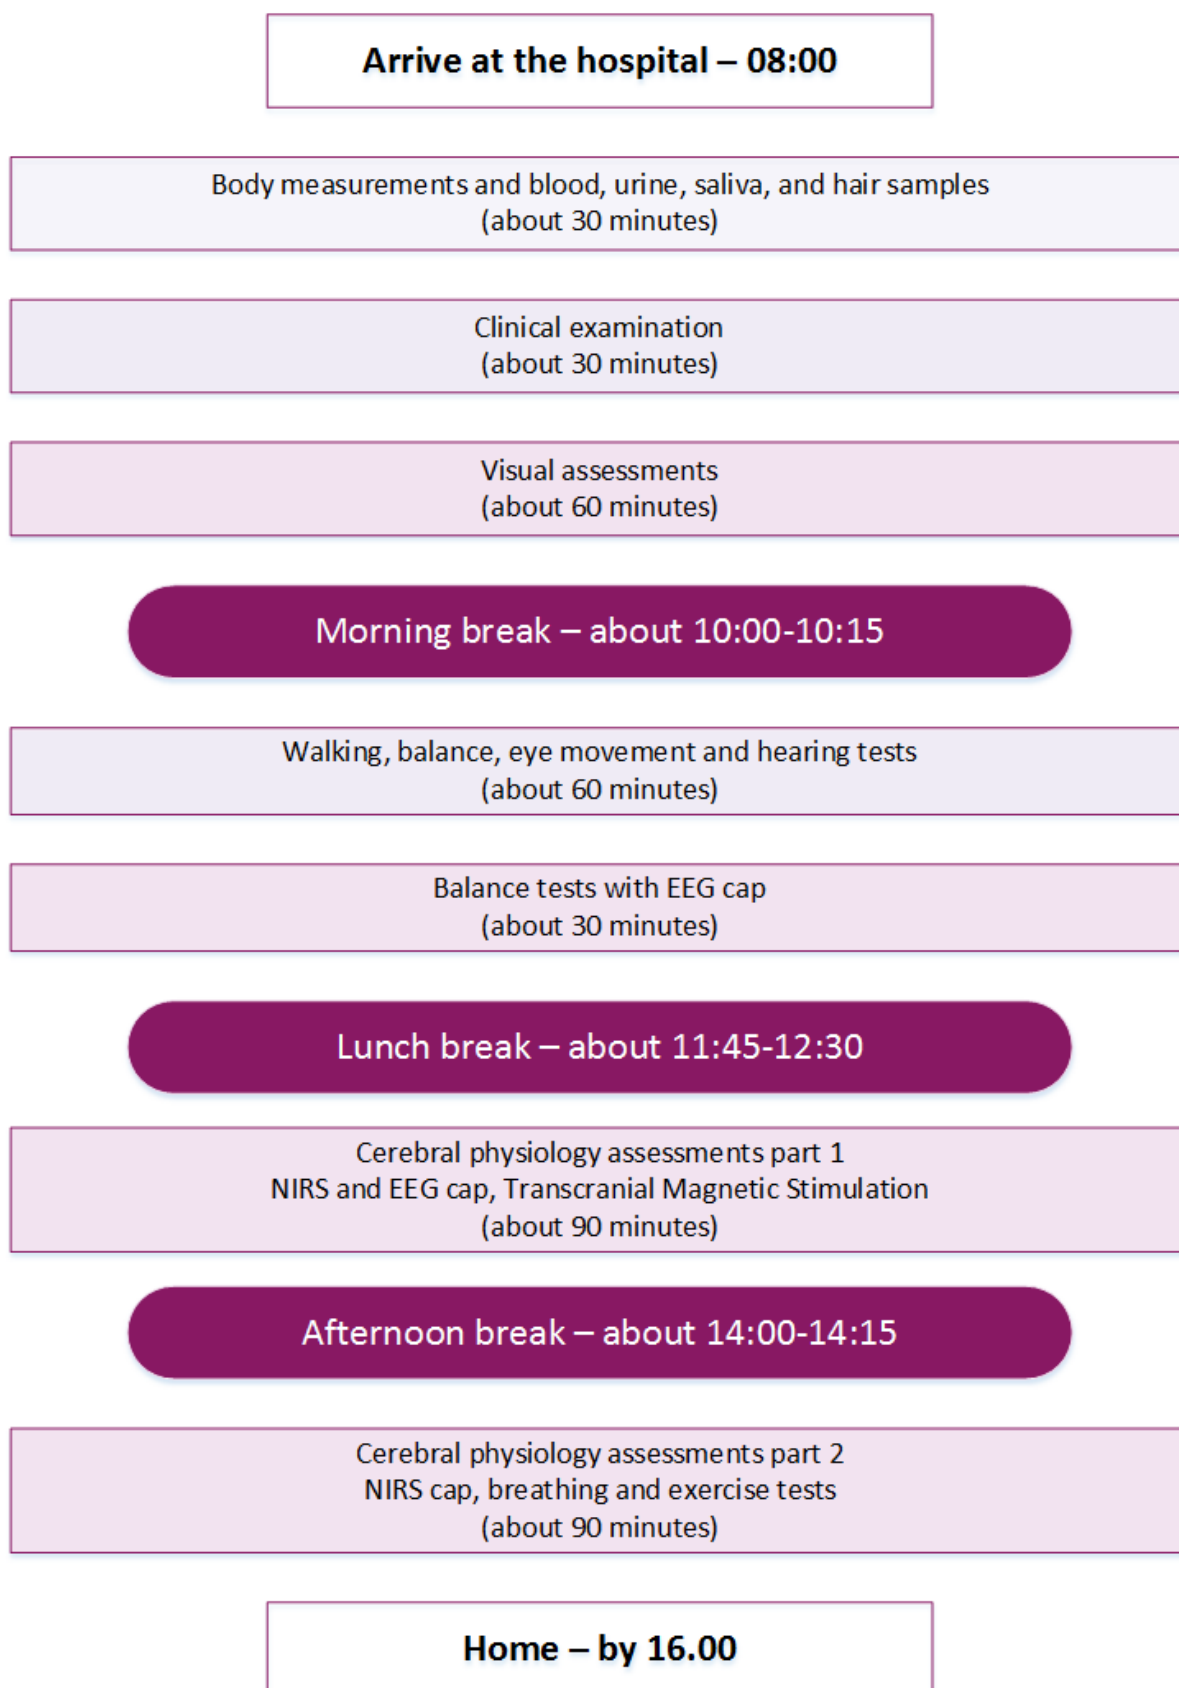 Arrive at the hospital – 08:00
Body measurements and blood, urine, saliva, and hair samples
(about 30 minutes)
Clinical examination
(about 30 minutes)
Visual assessments
(about 60 minutes)
Morning break – about 10:00-10:15
Walking, balance, eye movement and hearing tests
(about 60 minutes)
Balance tests with EEG cap
(about 30 minutes)
Lunch break – about 11:45-12:30
Cerebral physiology assessments part 1
NIRS and EEG cap, Transcranial Magnetic Stimulation
(about 90 minutes)
Afternoon break – about 14:00-14:15
Cerebral physiology assessments part 2
NIRS cap, breathing and exercise tests
(about 90 minutes)
Home – by 16.00